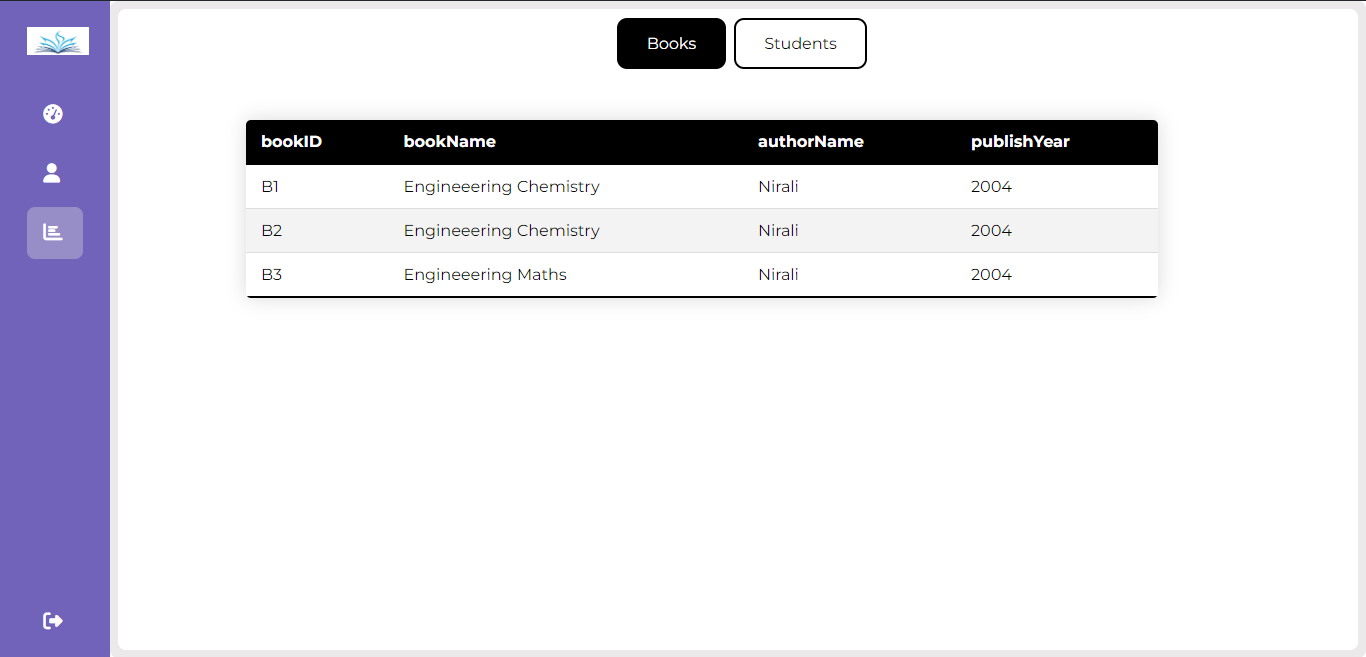 Books Students
bookID bookName authorName publishYear
B1 Engineeering Chemistry Nirali 2004
B2 Engineeering Chemistry Nirali 2004
B3 Engineeering Maths Nirali 2004